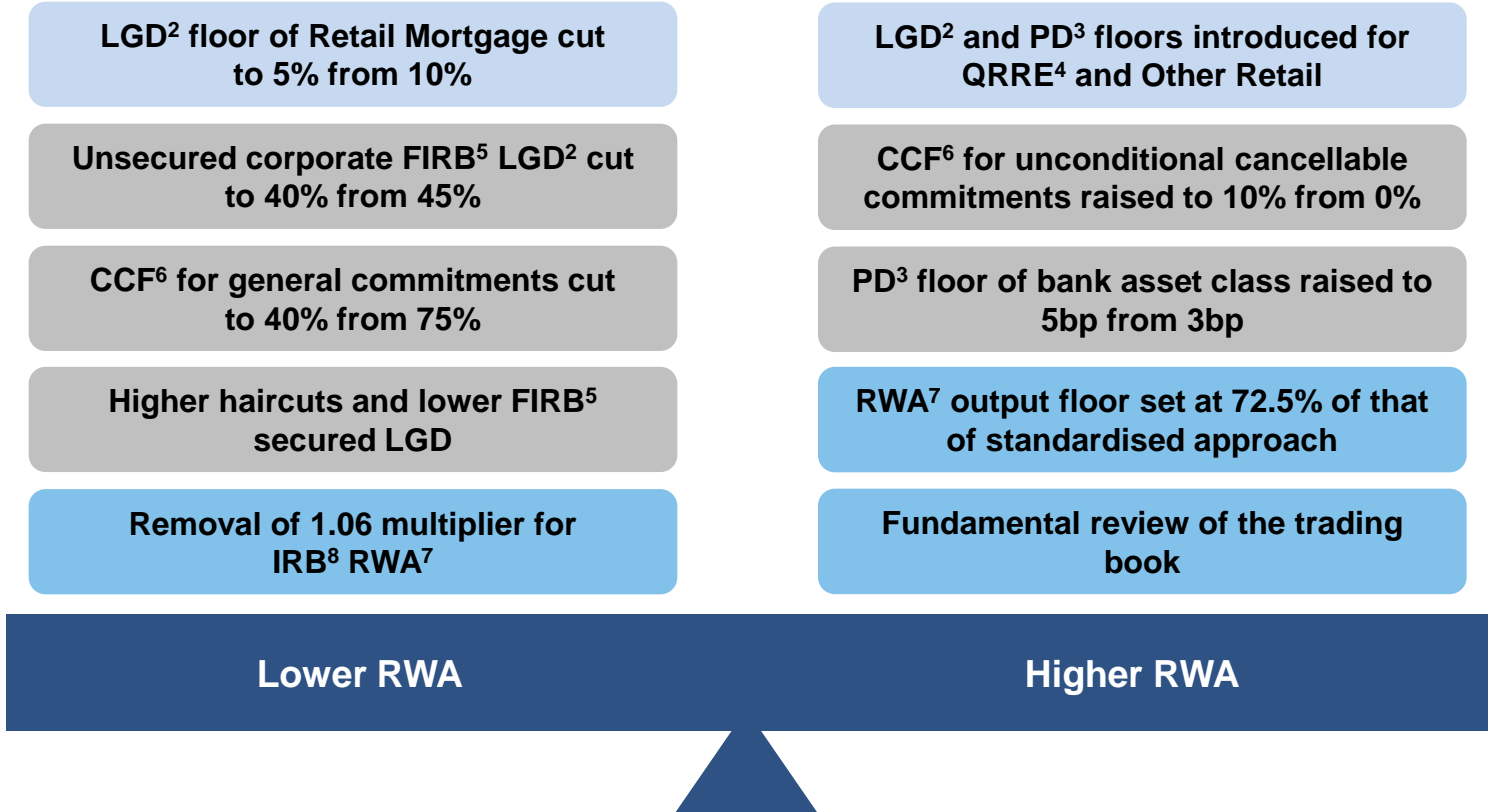 LGD² floor of Retail Mortgage cut
to 5% from 10%
Unsecured corporate FIRB⁵ LGD² cut
to 40% from 45%
CCF⁶ for general commitments cut
to 40% from 75%
Higher haircuts and lower FIRB⁵
secured LGD
Removal of 1.06 multiplier for
IRB⁸ RWA⁷
LGD² and PD³ floors introduced for
QRRE⁴ and Other Retail
CCF⁶ for unconditional cancellable
commitments raised to 10% from 0%
PD³ floor of bank asset class raised to
5bp from 3bp
RWA⁷ output floor set at 72.5% of that
of standardised approach
Fundamental review of the trading
book
Lower RWA
Higher RWA